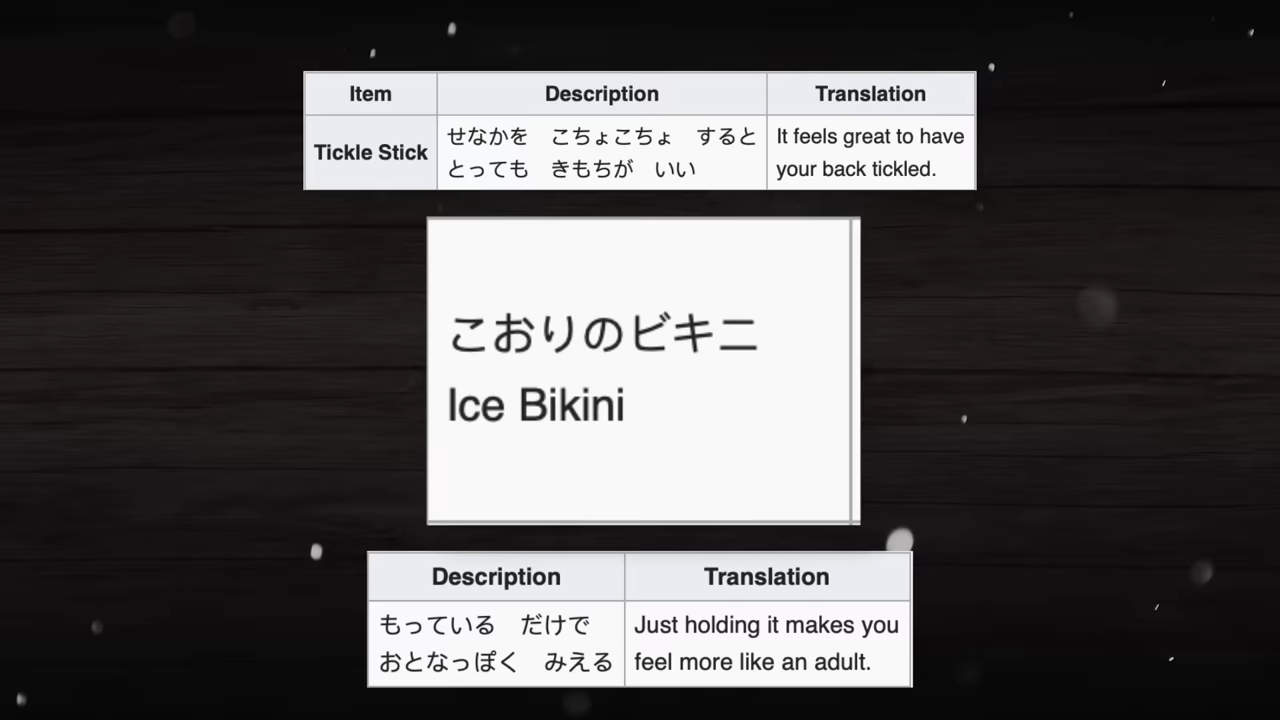 Item Description Translation
Tickle Stick
せなかを　こちょこちょ　すると
とっても　きもちが　いい
It feels great to have
your back tickled.
こおりのビキニ
Ice Bikini
Description Translation
もっている　だけで
おとなっぽく　みえる
Just holding it makes you
feel more like an adult.